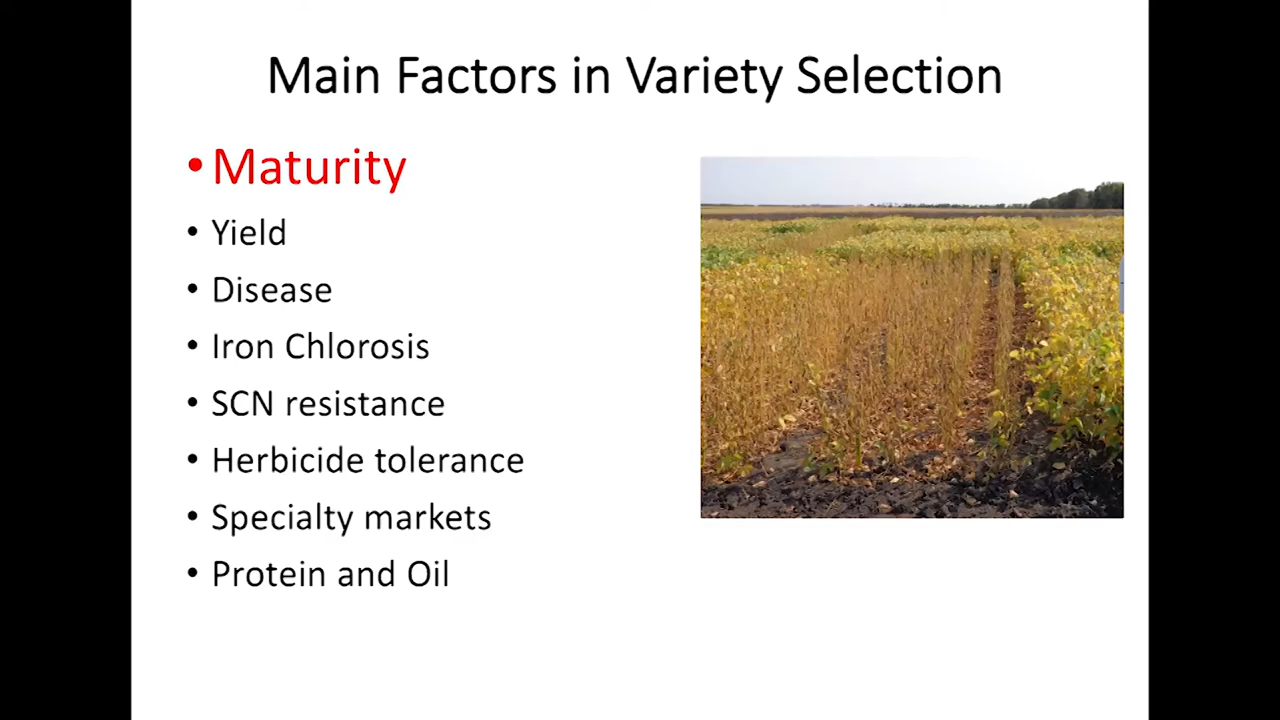 Main Factors in Variety Selection
•Maturity
• Yield
• Disease
• Iron Chlorosis
• SCN resistance
• Herbicide tolerance
• Specialty markets
• Protein and Oil